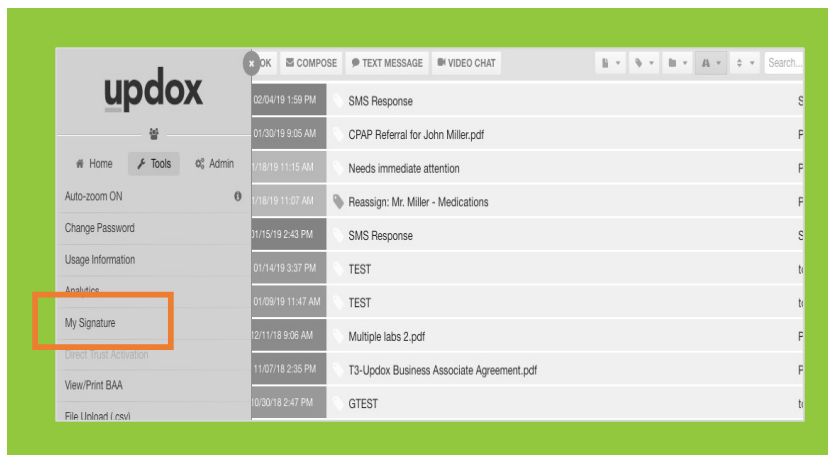 updox
Home Tools Admin
Auto-zoom ON
Change Password
Usage Information
Analytics
My Signature
Direct Trust Activation
View/Print BAA
File Upload (.csv)
OK COMPOSE TEXT MESSAGE VIDEO CHAT Search...
02/04/19 1:59 PM SMS Response S
01/30/19 9:05 AM CPAP Referral for John Miller.pdf P
1/18/19 11:15 AM Needs immediate attention P
1/18/19 11:07 AM Reassign: Mr. Miller - Medications P
01/15/19 2:43 PM SMS Response S
01/14/19 3:37 PM TEST t
01/09/19 11:47 AM TEST t
12/11/18 9:06 AM Multiple labs 2.pdf P
11/07/18 2:35 PM T3-Updox Business Associate Agreement.pdf P
10/30/18 2:47 PM GTEST t